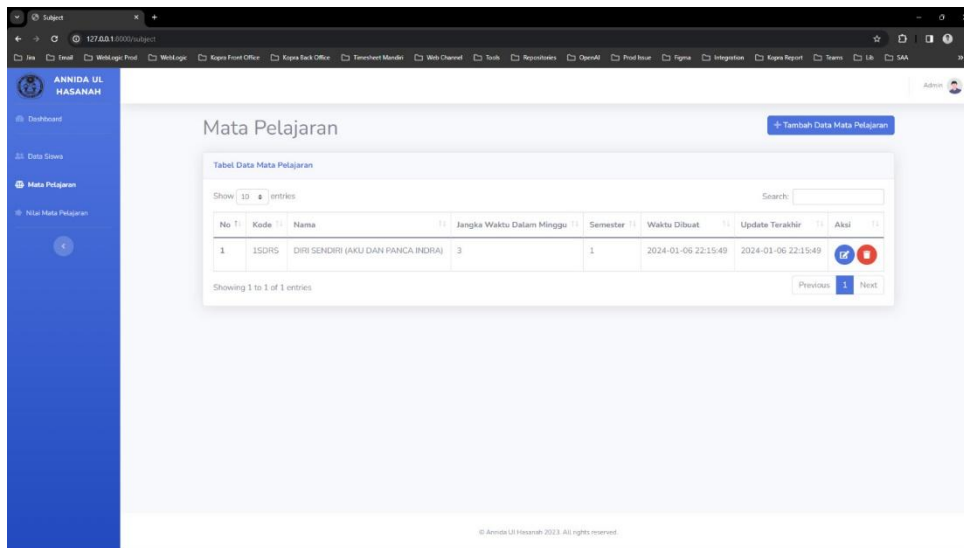 Subject
127.0.0.1:8000/subject
Jira Email WebLogic Prod WebLogic Kopra Front Office Kopra Back Office Timesheet Mandiri Web Channel Tools Repositories OpenAI Prod Issue Figma Integration Kopra Report Teams Lib SAA
ANNIDA UL
HASANAH
Admin
Dashboard
Data Siswa
Mata Pelajaran
Nilai Mata Pelajaran
Mata Pelajaran
+ Tambah Data Mata Pelajaran
Tabel Data Mata Pelajaran
Show 10 entries
Search:
No Kode Nama Jangka Waktu Dalam Minggu Semester Waktu Dibuat Update Terakhir Aksi
1 1SDRS DIRI SENDIRI (AKU DAN PANCA INDRA) 3 1 2024-01-06 22:15:49 2024-01-06 22:15:49
Showing 1 to 1 of 1 entries
Previous 1 Next
© Annida Ul Hasanah 2023. All rights reserved.